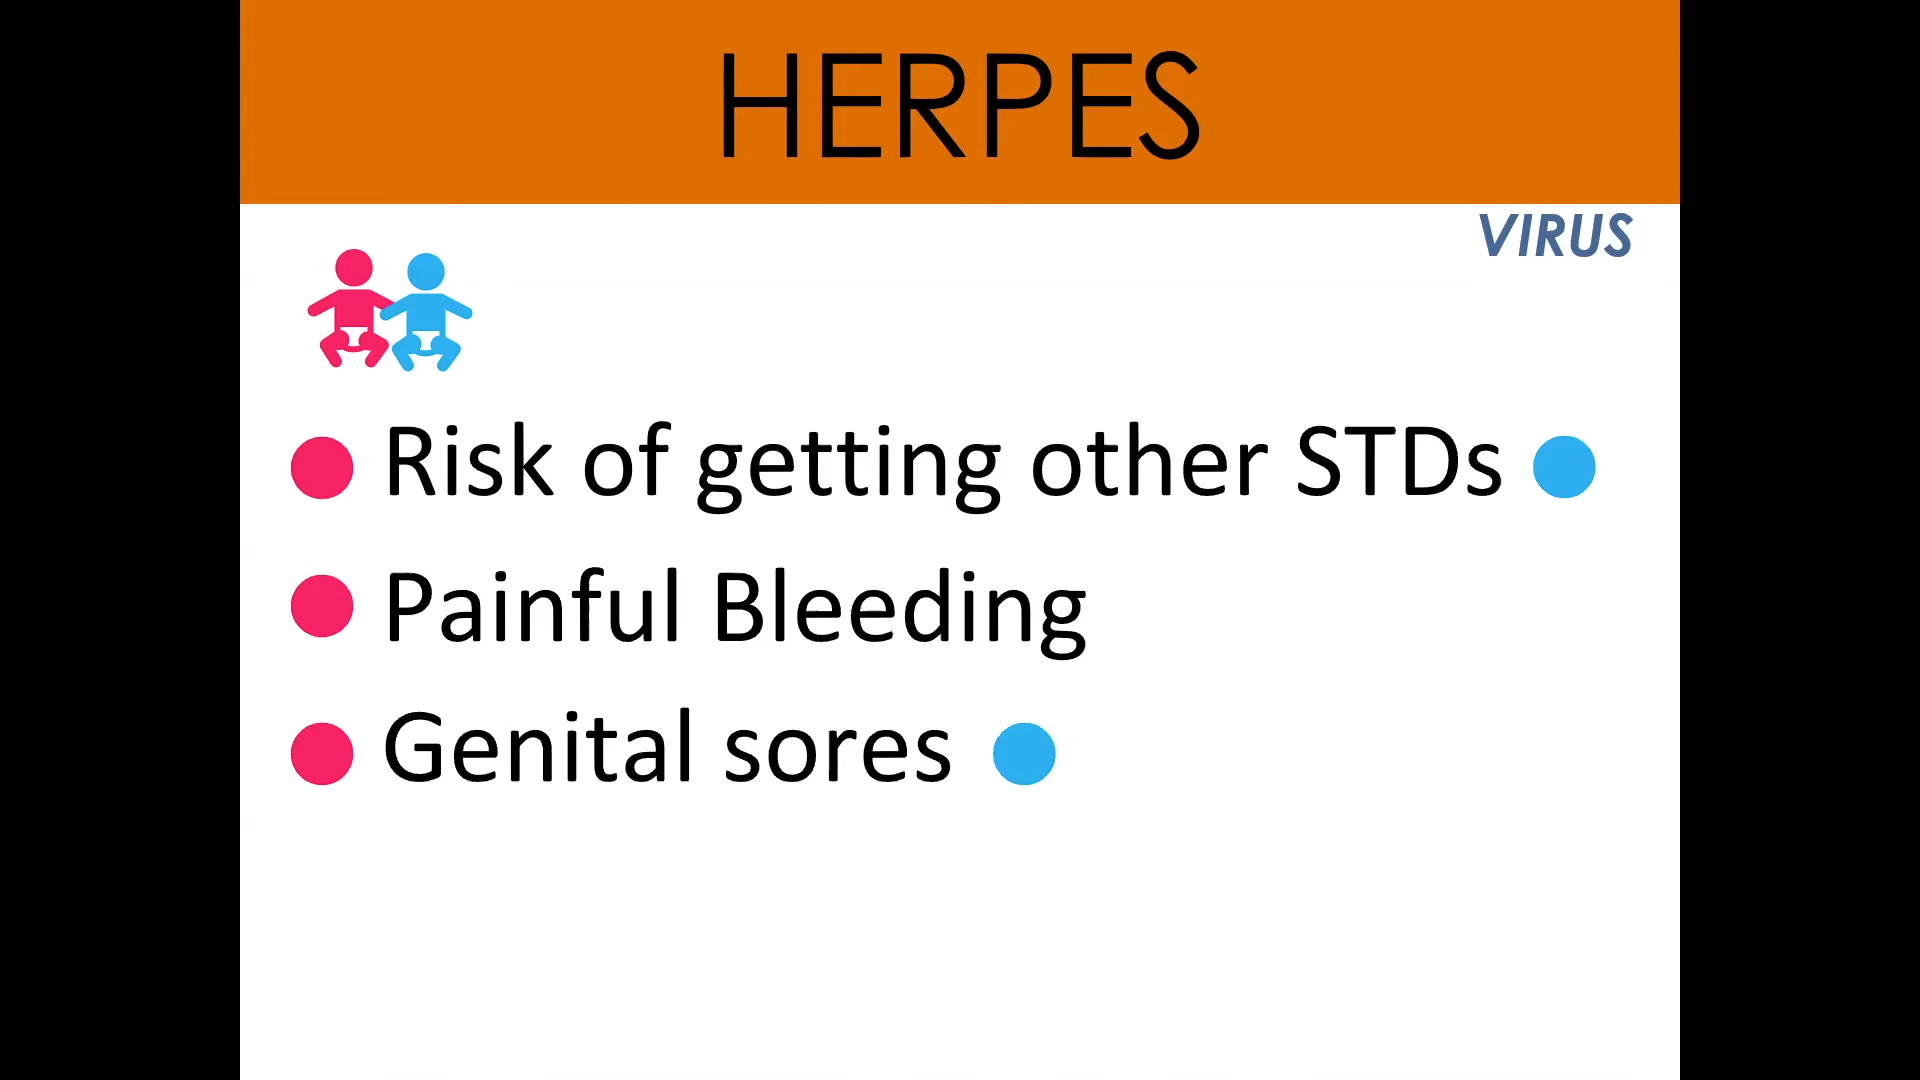 HERPES
VIRUS
Risk of getting other STDs
Painful Bleeding
Genital sores